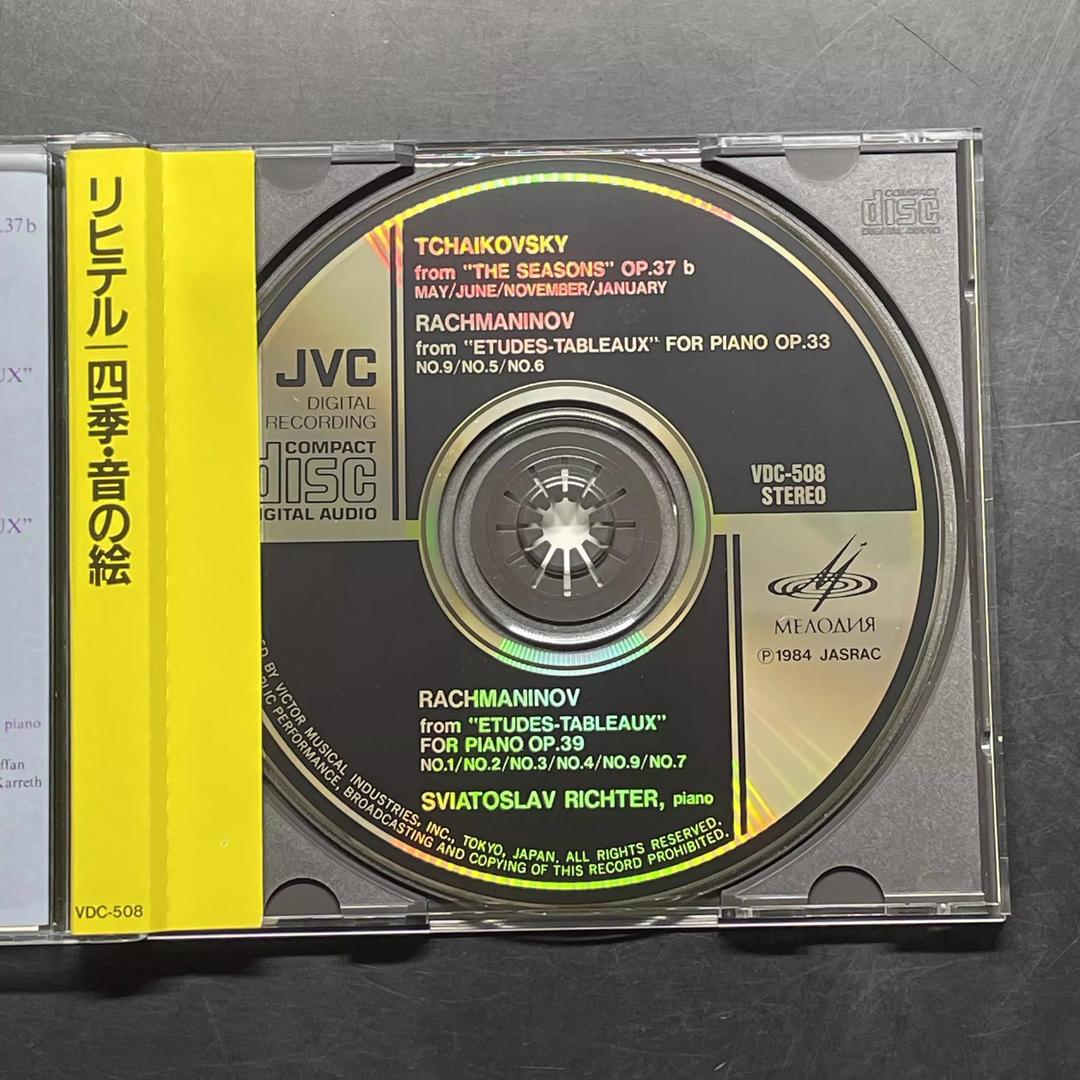 .37b
UX”
UX”
piano
ffan
Karreth
リヒテル|四季・音の絵
VDC-508
COMPACT
disc
DIGITAL AUDIO
TCHAIKOVSKY
from “THE SEASONS” OP.37 b
MAY/JUNE/NOVEMBER/JANUARY
RACHMANINOV
from “ETUDES-TABLEAUX” FOR PIANO OP.33
NO.9/NO.5/NO.6
JVC
DIGITAL
RECORDING
COMPACT
disc
DIGITAL AUDIO
VDC-508
STEREO
МЕЛОДИЯ
Ⓟ1984 JASRAC
RACHMANINOV
from “ETUDES-TABLEAUX”
FOR PIANO OP.39
NO.1/NO.2/NO.3/NO.4/NO.9/NO.7
SVIATOSLAV RICHTER, piano
BY VICTOR MUSICAL INDUSTRIES, INC., TOKYO, JAPAN. ALL RIGHTS RESERVED.
PERFORMANCE, BROADCASTING AND COPYING OF THIS RECORD PROHIBITED.